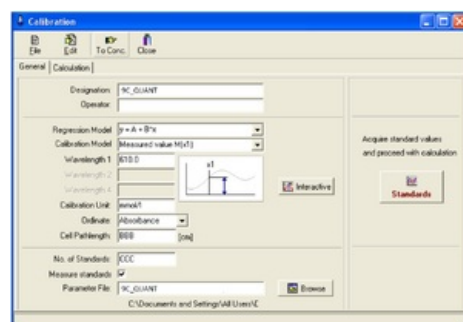 Calibration
File Edit To Conc. Close
General Calculation
Designation: 9C_QUANT
Operator:
Regression Model y = A + B*x
Calibration Model Measured value M(x1)
Wavelength 1 610.0
Wavelength 2
Wavelength 4
Calibration Unit: mmol/l
Ordinate: Absorbance
Cell Pathlength: BBB [cm]
x1
Interactive
No. of Standards: CCC
Measure standards
Parameter File: 9C_QUANT
Browse
C:\Documents and Settings\All Users\D
Acquire standard values
and proceed with calculation
Standards